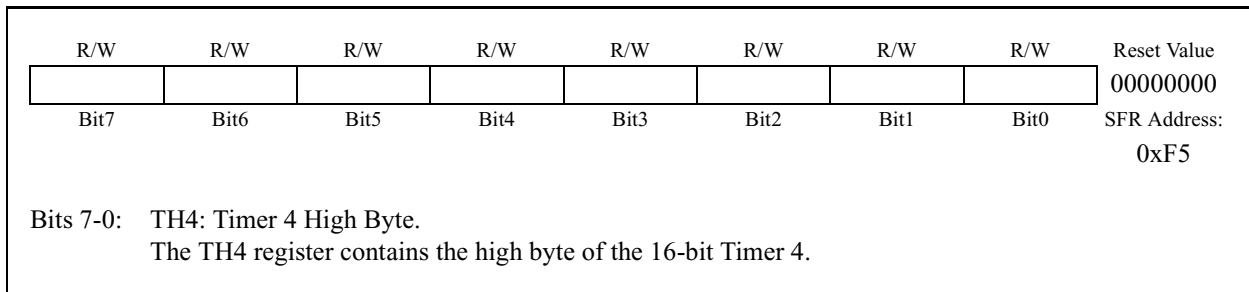 R/W R/W R/W R/W R/W R/W R/W R/W Reset Value
00000000
Bit7 Bit6 Bit5 Bit4 Bit3 Bit2 Bit1 Bit0 SFR Address:
0xF5
Bits 7-0: TH4: Timer 4 High Byte.
The TH4 register contains the high byte of the 16-bit Timer 4.